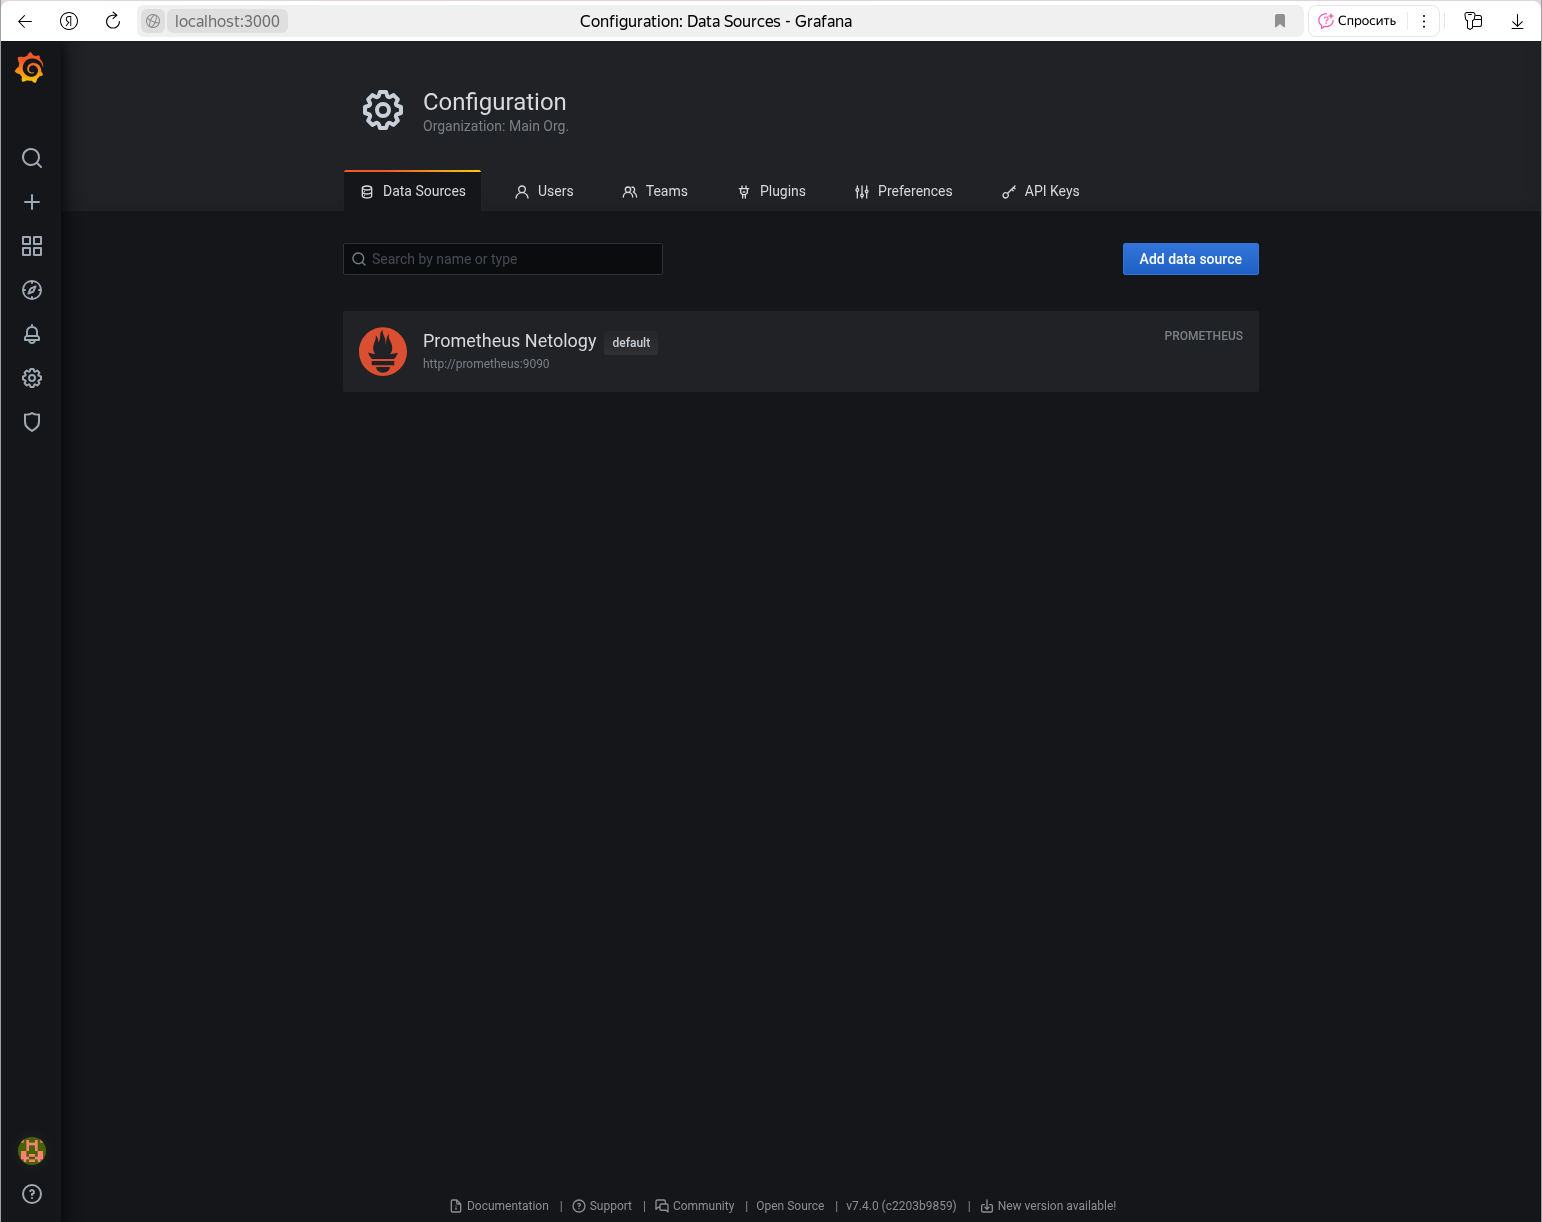 localhost:3000 Configuration: Data Sources - Grafana Спросить
Configuration
Organization: Main Org.
Data Sources Users Teams Plugins Preferences API Keys
Search by name or type Add data source
Prometheus Netology default PROMETHEUS
http://prometheus:9090
Documentation | Support | Community | Open Source | v7.4.0 (c2203b9859) | New version available!